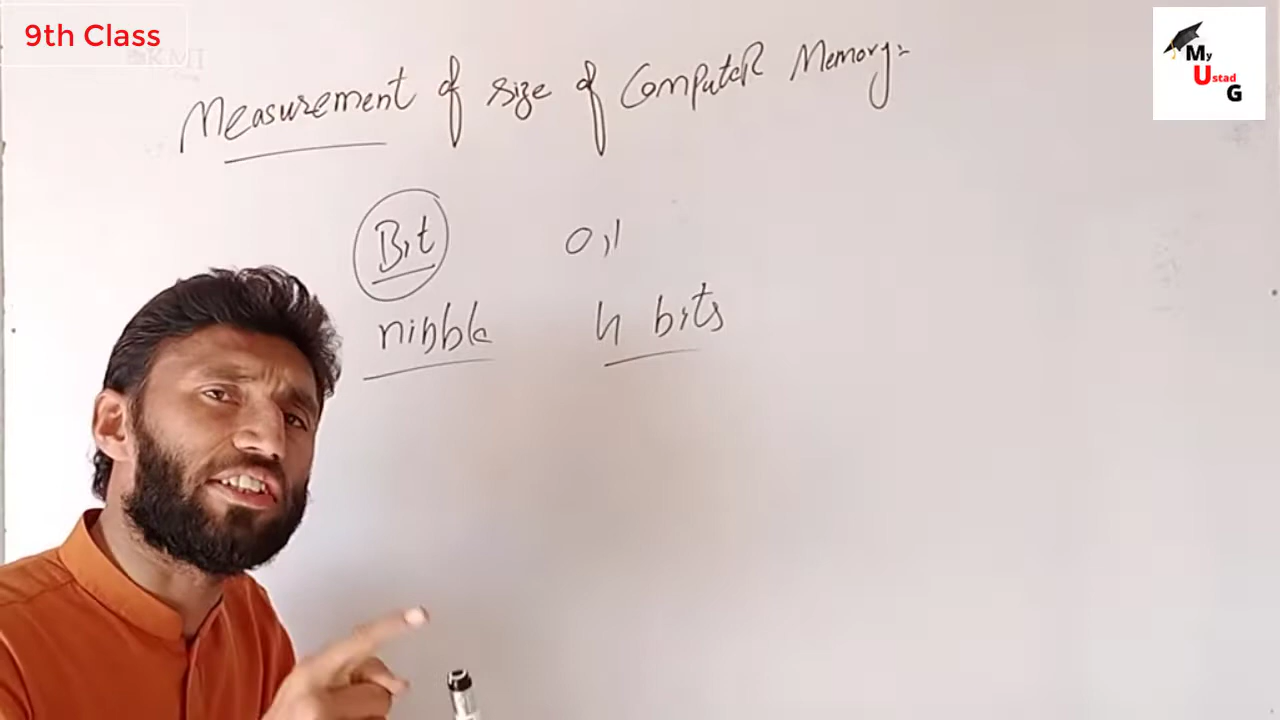 9th Class
My
Ustad
G
Measurement of size of Computer Memory:-
Bit 0,1
nibble 4 bits